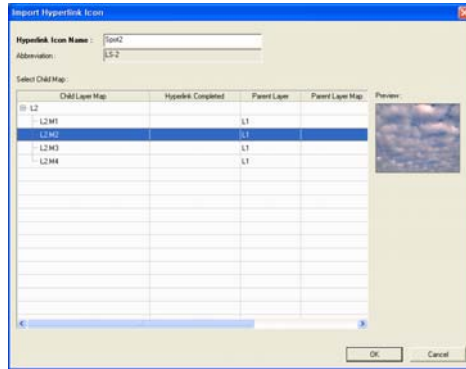 Import Hyperlink Icon
Hyperlink Icon Name : Spot2
Abbreviation : LS-2
Select Child Map :
Child Layer Map Hyperlink Completed Parent Layer Parent Layer Map Preview :
L2
L2M1 L1
L2M2 L1
L2M3 L1
L2M4 L1
OK Cancel